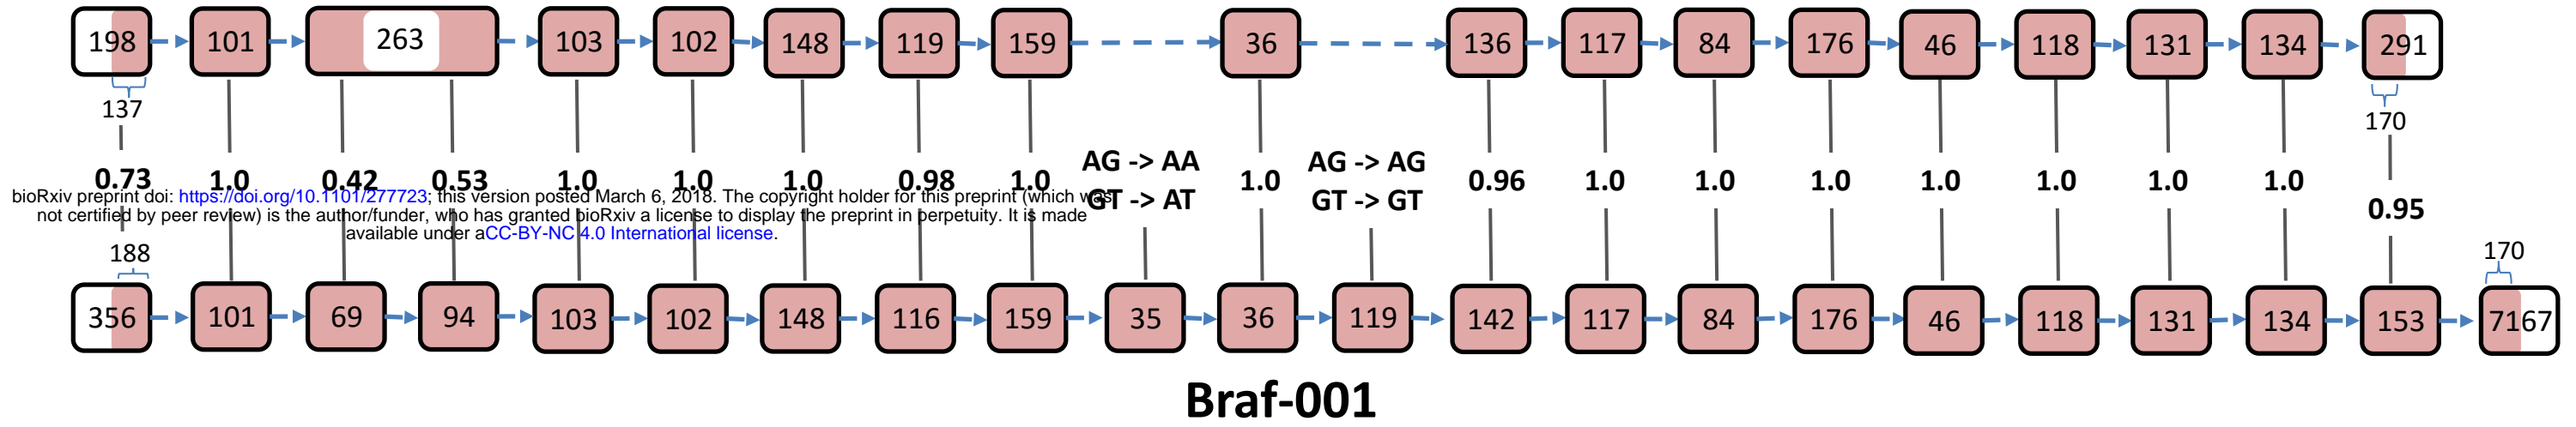 198 101 263 103 102 148 119 159 36 136 117 84 176 46 118 131 134 291
137
170
AG -> AA
AG -> AG
0.73 1.0 0.42 0.53 1.0 1.0 1.0 0.98 1.0 1.0 0.96 1.0 1.0 1.0 1.0 1.0 1.0 1.0
GT -> AT
GT -> GT
0.95
bioRxiv preprint doi: https://doi.org/10.1101/277723; this version posted March 6, 2018. The copyright holder for this preprint (which was
not certified by peer review) is the author/funder, who has granted bioRxiv a license to display the preprint in perpetuity. It is made
available under aCC-BY-NC 4.0 International license.
188
170
356 101 69 94 103 102 148 116 159 35 36 119 142 117 84 176 46 118 131 134 153 7167
Braf-001